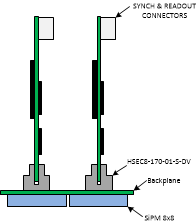 SYNCH & READOUT
CONNECTORS
HSEC8-170-01-S-DV
Backplane
SiPM 8x8